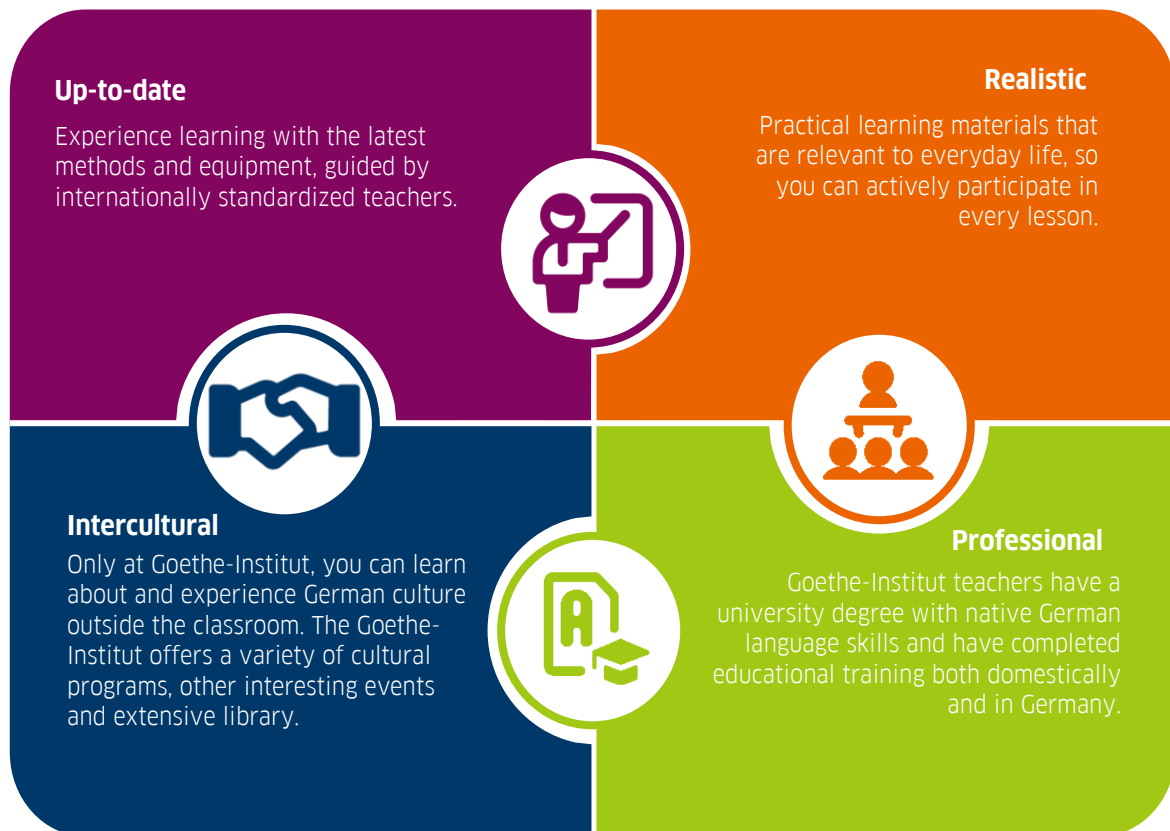 Up-to-date
Experience learning with the latest
methods and equipment, guided by
internationally standardized teachers.
Realistic
Practical learning materials that
are relevant to everyday life, so
you can actively participate in
every lesson.
Intercultural
Only at Goethe-Institut, you can learn
about and experience German culture
outside the classroom. The Goethe-
Institut offers a variety of cultural
programs, other interesting events
and extensive library.
A
Professional
Goethe-Institut teachers have a
university degree with native German
language skills and have completed
educational training both domestically
and in Germany.